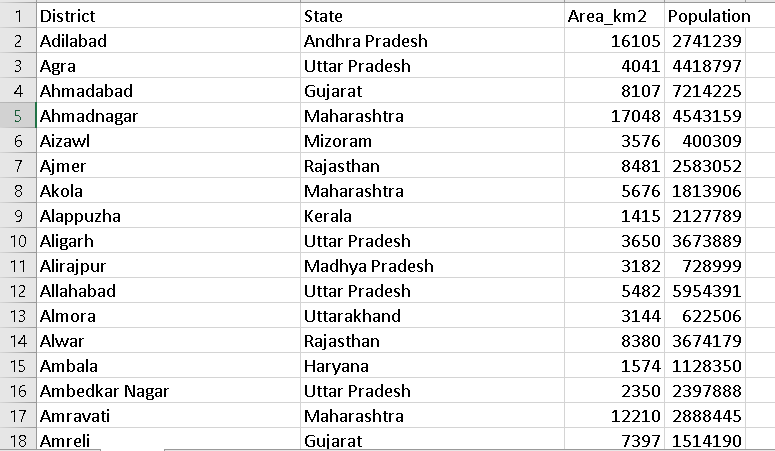 1 District State Area_km2 Population
2 Adilabad Andhra Pradesh 16105 2741239
3 Agra Uttar Pradesh 4041 4418797
4 Ahmadabad Gujarat 8107 7214225
5 Ahmadnagar Maharashtra 17048 4543159
6 Aizawl Mizoram 3576 400309
7 Ajmer Rajasthan 8481 2583052
8 Akola Maharashtra 5676 1813906
9 Alappuzha Kerala 1415 2127789
10 Aligarh Uttar Pradesh 3650 3673889
11 Alirajpur Madhya Pradesh 3182 728999
12 Allahabad Uttar Pradesh 5482 5954391
13 Almora Uttarakhand 3144 622506
14 Alwar Rajasthan 8380 3674179
15 Ambala Haryana 1574 1128350
16 Ambedkar Nagar Uttar Pradesh 2350 2397888
17 Amravati Maharashtra 12210 2888445
18 Amreli Gujarat 7397 1514190